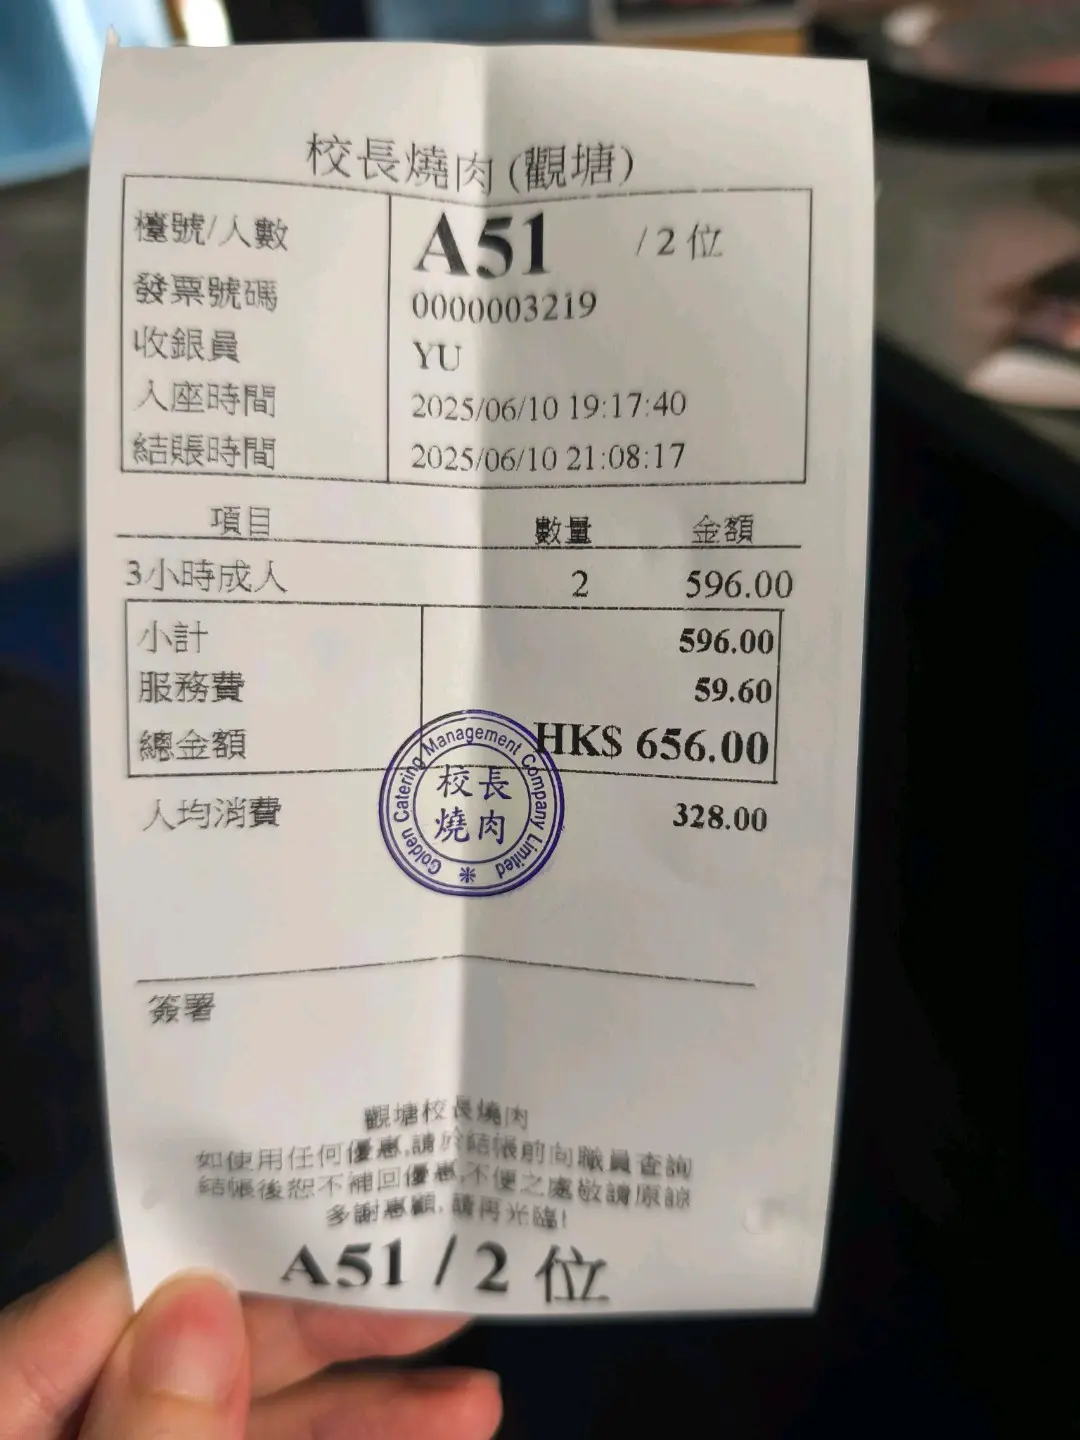 校長燒肉 (觀塘)
檯號/人數 A51 / 2 位
發票號碼 0000003219
收銀員 YU
入座時間 2025/06/10 19:17:40
結賬時間 2025/06/10 21:08:17
項目 數量 金額
3小時成人 2 596.00
小計 596.00
服務費 59.60
總金額 HK$ 656.00
人均消費 328.00
Golden Catering Management Company Limited
校長
燒肉
簽署
觀塘校長燒肉
如使用任何優惠,請於結帳前向職員查詢
結帳後恕不補回優惠,不便之處敬請原諒
多謝惠顧, 請再光臨!
A51 / 2 位